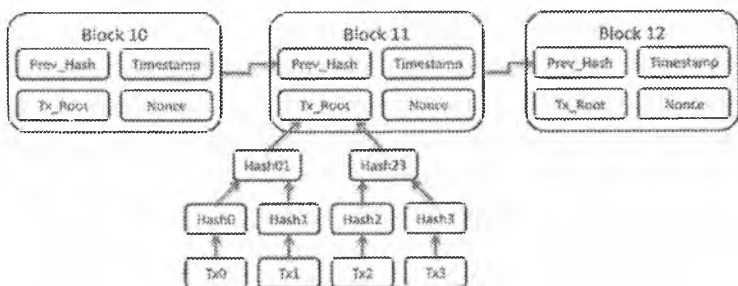 Block 10 Block 11 Block 12
Prev_Hash Timestamp Prev_Hash Timestamp Prev_Hash Timestamp
Tx_Root Nonce Tx_Root Nonce Tx_Root Nonce
Hash01 Hash23
Hash0 Hash1 Hash2 Hash3
Tx0 Tx1 Tx2 Tx3